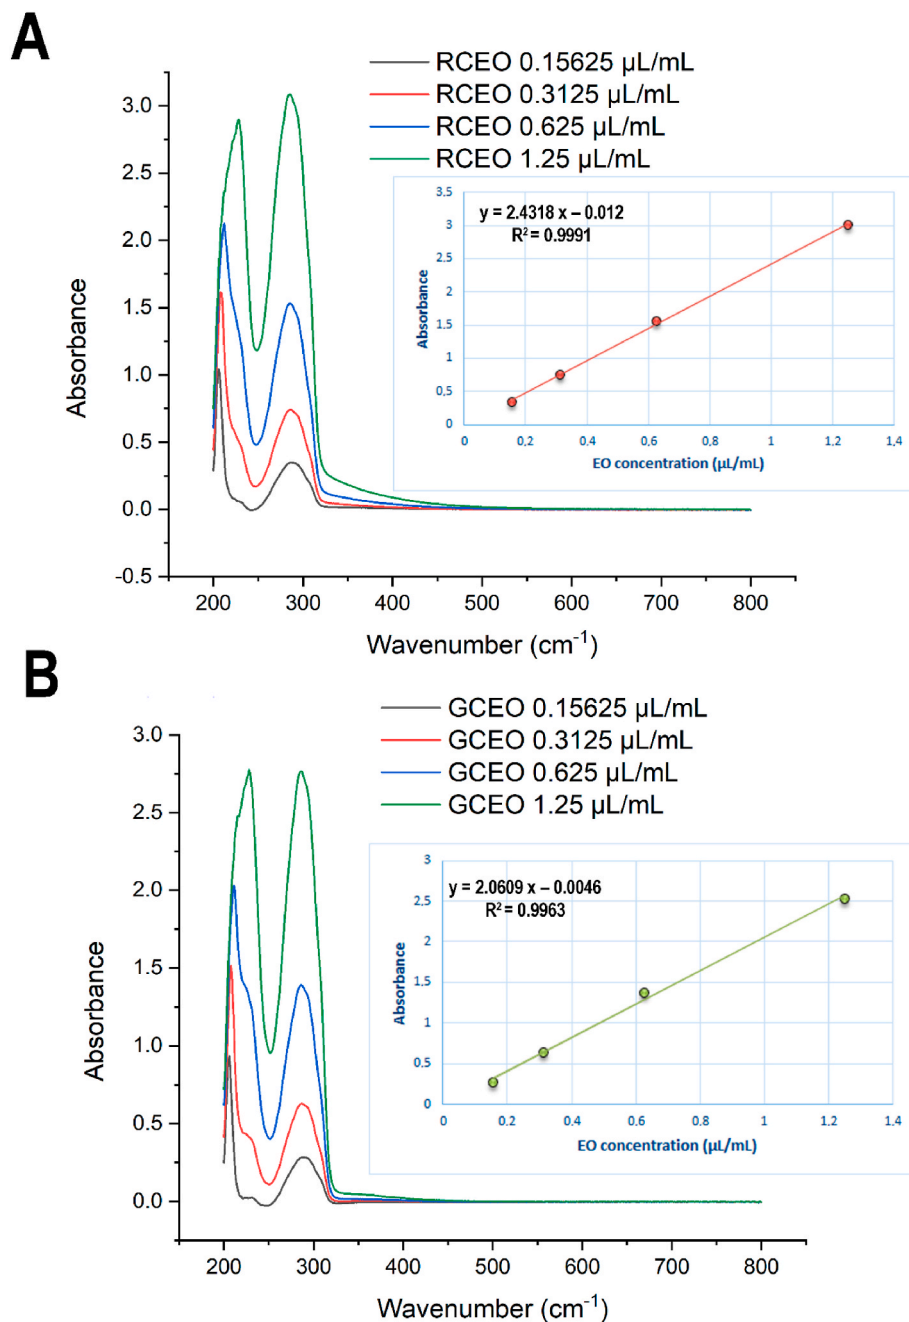 A
RCEO 0.15625 µL/mL
RCEO 0.3125 µL/mL
RCEO 0.625 µL/mL
RCEO 1.25 µL/mL
3.0
2.5
2.0
1.5
1.0
0.5
0.0
-0.5
Absorbance
200 300 400 500 600 700 800
Wavenumber (cm⁻¹)
y = 2.4318 x – 0.012
R² = 0.9991
3,5
3
2,5
2
1,5
1
0,5
0
Absorbance
0 0,2 0,4 0,6 0,8 1 1,2 1,4
EO concentration (µL/mL)
B
GCEO 0.15625 µL/mL
GCEO 0.3125 µL/mL
GCEO 0.625 µL/mL
GCEO 1.25 µL/mL
3.0
2.5
2.0
1.5
1.0
0.5
0.0
Absorbance
200 300 400 500 600 700 800
Wavenumber (cm⁻¹)
y = 2.0609 x – 0.0046
R² = 0.9963
3
2.5
2
1.5
1
0.5
0
Absorbance
0 0.2 0.4 0.6 0.8 1 1.2 1.4
EO concentration (µL/mL)